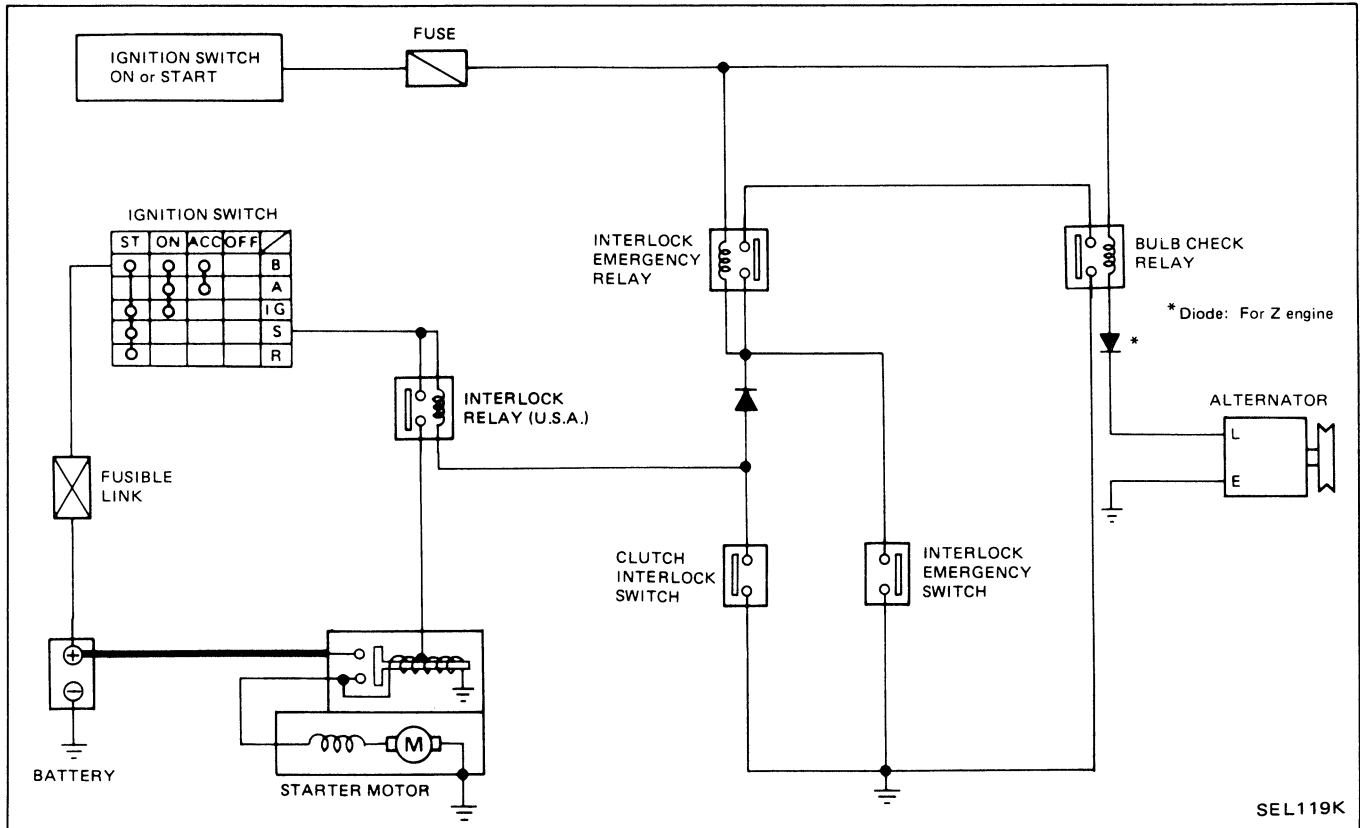 FUSE
IGNITION SWITCH
ON or START
IGNITION SWITCH
ST ON ACC OFF
B
A
IG
S
R
INTERLOCK
EMERGENCY
RELAY
BULB CHECK
RELAY
*Diode: For Z engine
*
INTERLOCK
RELAY (U.S.A.)
ALTERNATOR
L
E
FUSIBLE
LINK
CLUTCH
INTERLOCK
SWITCH
INTERLOCK
EMERGENCY
SWITCH
+
−
M
BATTERY
STARTER MOTOR
SEL119K